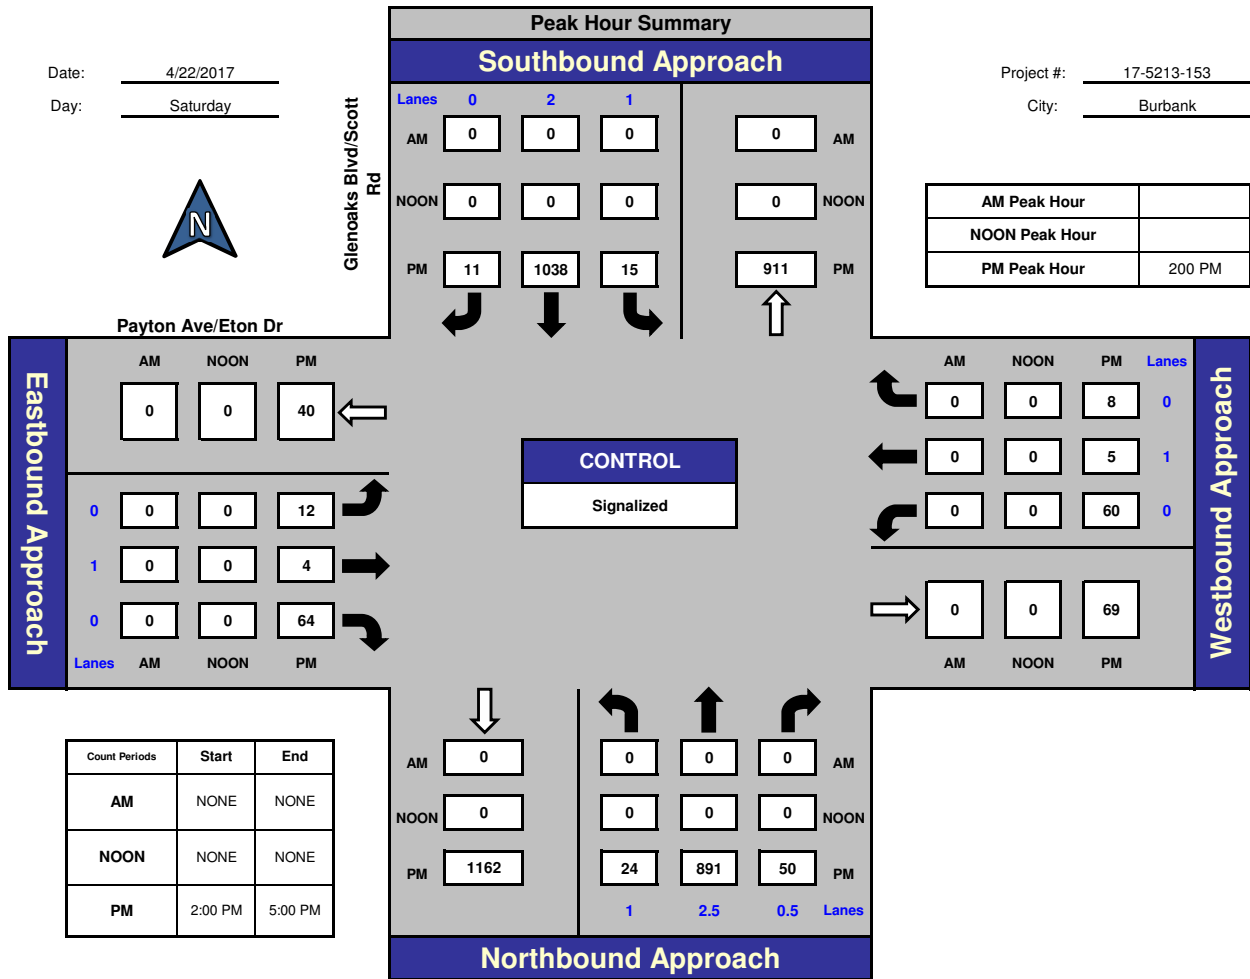 Peak Hour Summary
Southbound Approach
Date: 4/22/2017
Day: Saturday
Project #: 17-5213-153
City: Burbank
N
Glenoaks Blvd/Scott
Rd
Lanes 0 2 1
AM 0 0 0 0 AM
NOON 0 0 0 0 NOON
PM 11 1038 15 911 PM
AM Peak Hour
NOON Peak Hour
PM Peak Hour 200 PM
Payton Ave/Eton Dr
Eastbound Approach
AM NOON PM
0 0 40
0 0 0 12
1 0 0 4
0 0 0 64
Lanes AM NOON PM
CONTROL
Signalized
AM NOON PM Lanes
0 0 8 0
0 0 5 1
0 0 60 0
0 0 69
AM NOON PM
Westbound Approach
Count Periods Start End
AM NONE NONE
NOON NONE NONE
PM 2:00 PM 5:00 PM
AM 0 0 0 0 AM
NOON 0 0 0 0 NOON
PM 1162 24 891 50 PM
1 2.5 0.5 Lanes
Northbound Approach